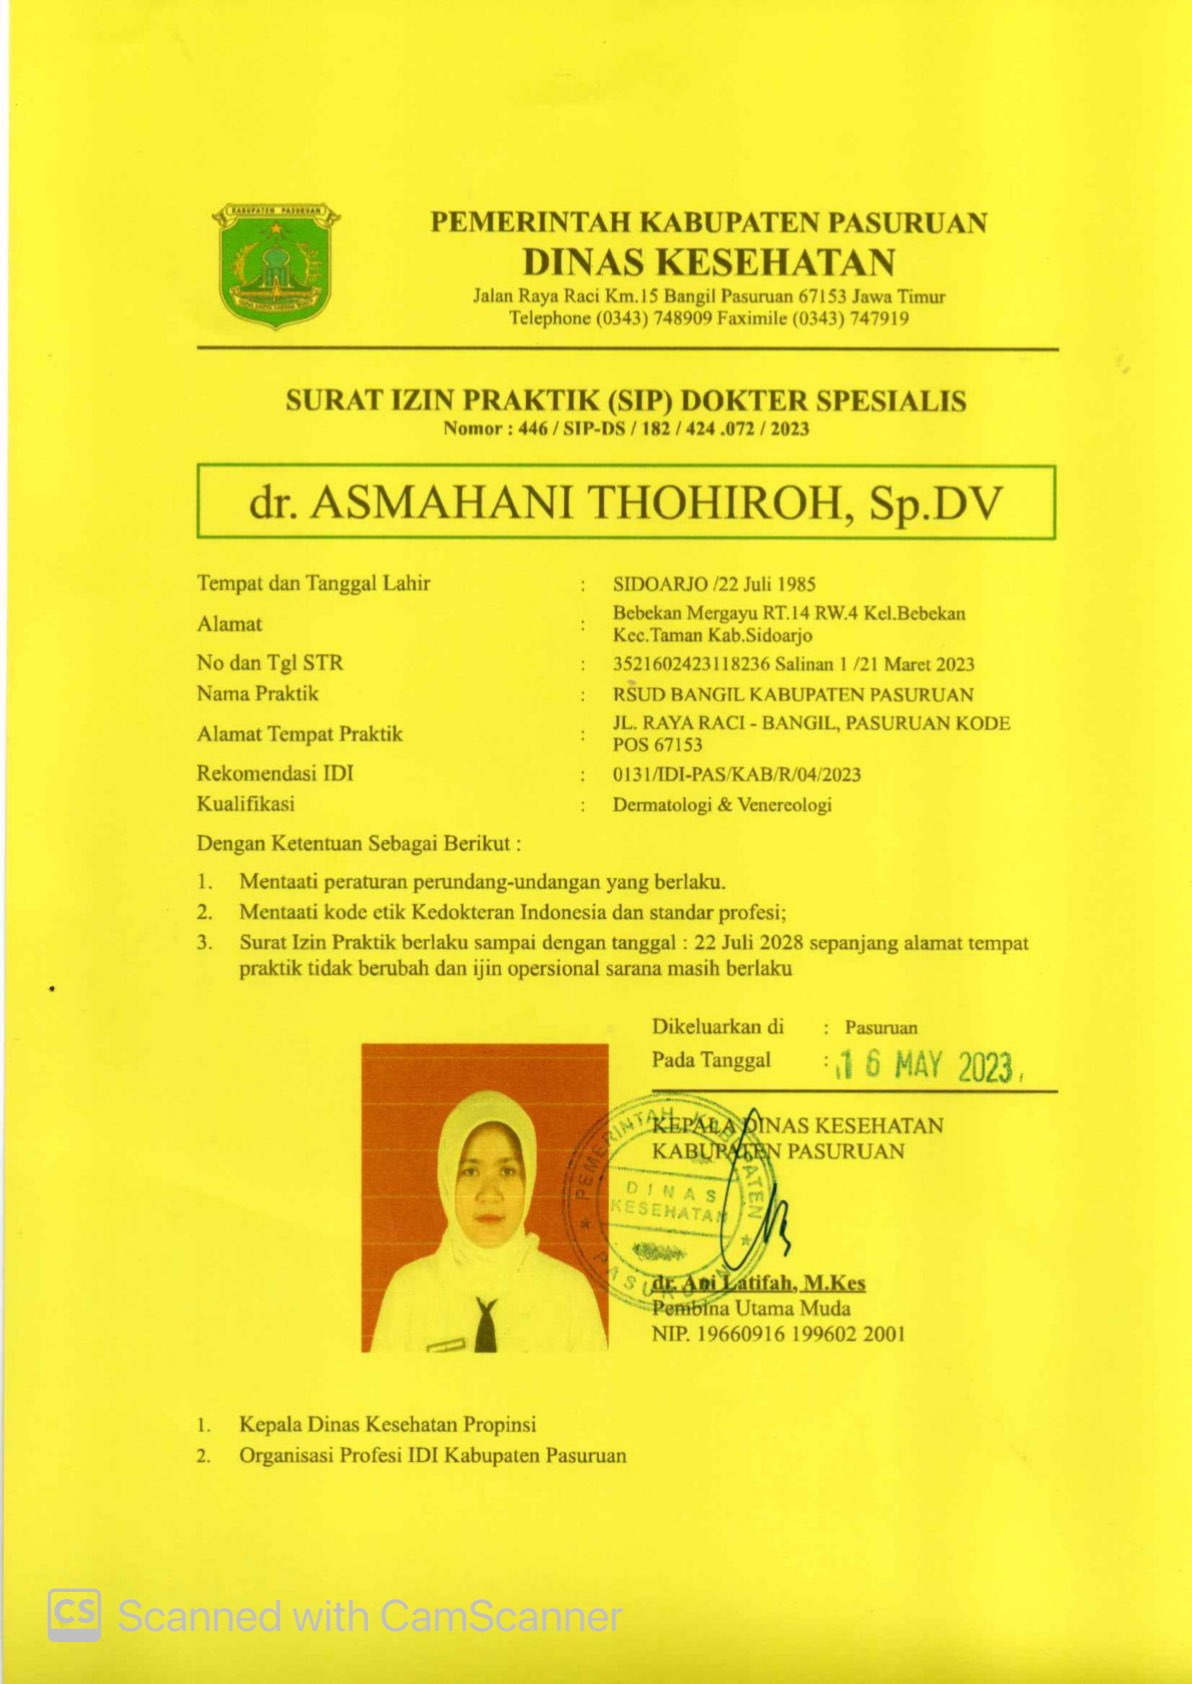 KABUPATEN PASURUAN
PEMERINTAH KABUPATEN PASURUAN
DINAS KESEHATAN
Jalan Raya Raci Km.15 Bangil Pasuruan 67153 Jawa Timur
Telephone (0343) 748909 Faximile (0343) 747919
SURAT IZIN PRAKTIK (SIP) DOKTER SPESIALIS
Nomor : 446 / SIP-DS / 182 / 424 .072 / 2023
dr. ASMAHANI THOHIROH, Sp.DV
Tempat dan Tanggal Lahir : SIDOARJO /22 Juli 1985
Alamat : Bebekan Mergayu RT.14 RW.4 Kel.Bebekan
Kec.Taman Kab.Sidoarjo
No dan Tgl STR : 3521602423118236 Salinan 1 /21 Maret 2023
Nama Praktik : RSUD BANGIL KABUPATEN PASURUAN
Alamat Tempat Praktik : JL. RAYA RACI - BANGIL, PASURUAN KODE
POS 67153
Rekomendasi IDI : 0131/IDI-PAS/KAB/R/04/2023
Kualifikasi : Dermatologi & Venereologi
Dengan Ketentuan Sebagai Berikut :
1. Mentaati peraturan perundang-undangan yang berlaku.
2. Mentaati kode etik Kedokteran Indonesia dan standar profesi;
3. Surat Izin Praktik berlaku sampai dengan tanggal : 22 Juli 2028 sepanjang alamat tempat
praktik tidak berubah dan ijin opersional sarana masih berlaku
Dikeluarkan di : Pasuruan
Pada Tanggal : 16 MAY 2023
KEPALA DINAS KESEHATAN
KABUPATEN PASURUAN
PEMERINTAH KABUPATEN
DINAS
KESEHATAN
PASURUAN
dr. Ani Latifah, M.Kes
Pembina Utama Muda
NIP. 19660916 199602 2001
1. Kepala Dinas Kesehatan Propinsi
2. Organisasi Profesi IDI Kabupaten Pasuruan
CS Scanned with CamScanner